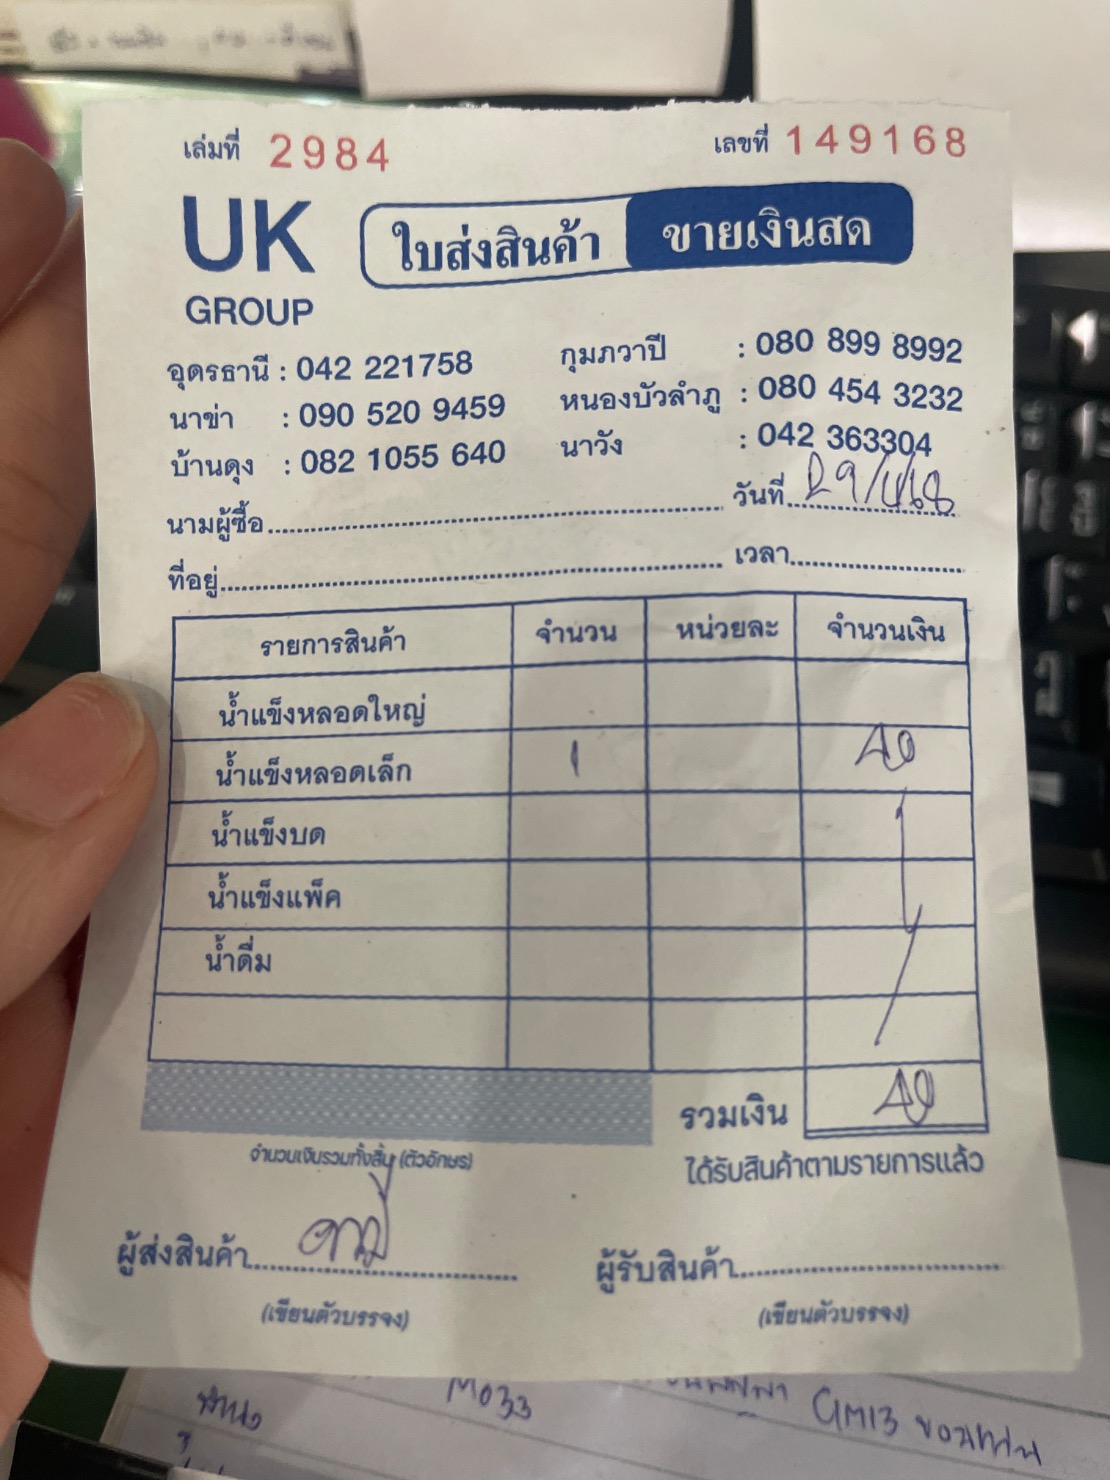 เล่มที่ 2984 เลขที่ 149168
UK GROUP ใบส่งสินค้า ขายเงินสด
อุดรธานี : 042 221758 กุมภวาปี : 080 899 8992
นาข่า : 090 520 9459 หนองบัวลำภู : 080 454 3232
บ้านดุง : 082 1055 640 นาวัง : 042 363304
นามผู้ซื้อ วันที่ 29/4/68
ที่อยู่ เวลา
รายการสินค้า จำนวน หน่วยละ จำนวนเงิน
น้ำแข็งหลอดใหญ่
น้ำแข็งหลอดเล็ก 1 40
น้ำแข็งบด
น้ำแข็งแพ็ค
น้ำดื่ม
รวมเงิน 40
จำนวนเงินรวมทั้งสิ้น (ตัวอักษร) ได้รับสินค้าตามรายการแล้ว
ผู้ส่งสินค้า ผู้รับสินค้า
(เขียนตัวบรรจง) (เขียนตัวบรรจง)
M033